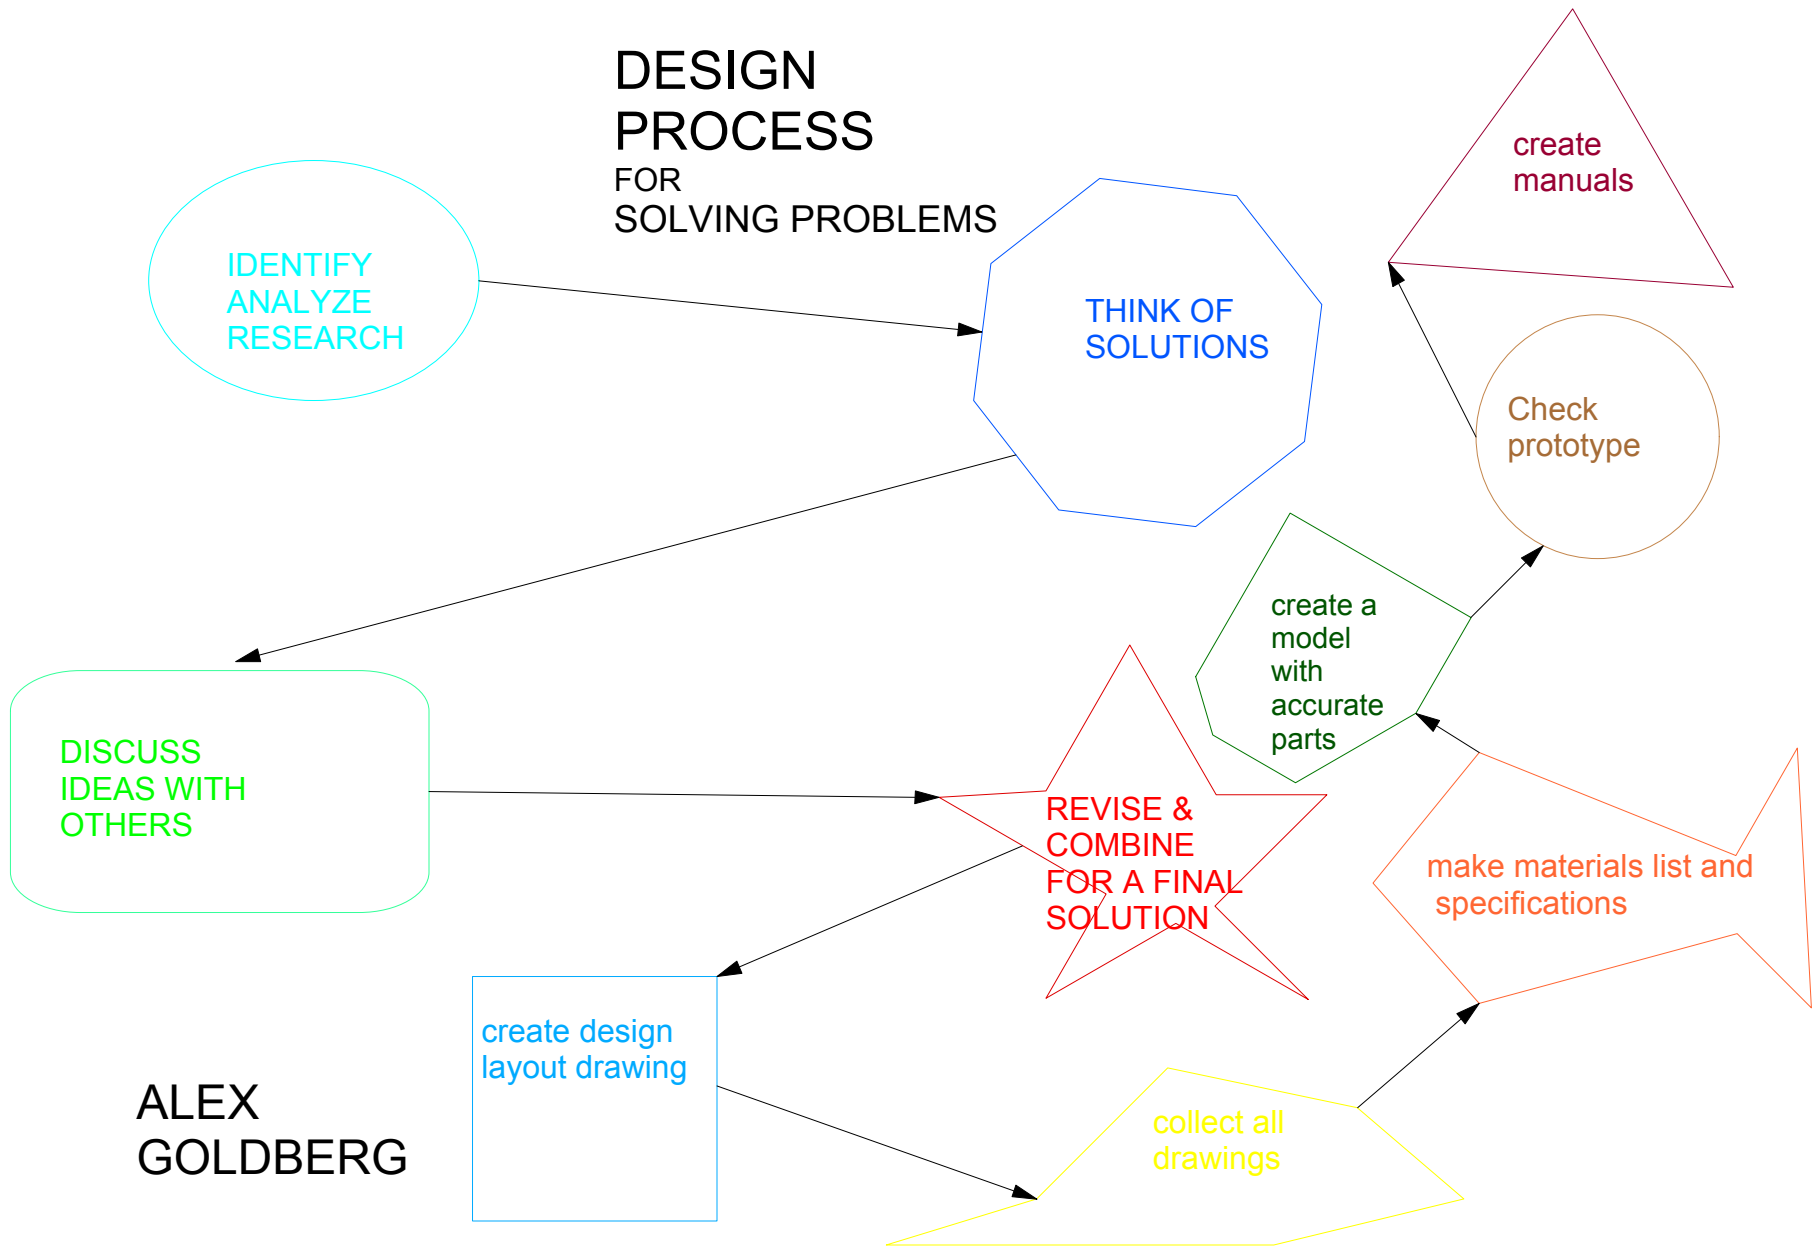 DESIGN
PROCESS
FOR
SOLVING PROBLEMS
IDENTIFY
ANALYZE
RESEARCH
THINK OF
SOLUTIONS
DISCUSS
IDEAS WITH
OTHERS
REVISE &
COMBINE
FOR A FINAL
SOLUTION
create design
layout drawing
collect all
drawings
make materials list and
specifications
create a
model
with
accurate
parts
Check
prototype
create
manuals
ALEX
GOLDBERG